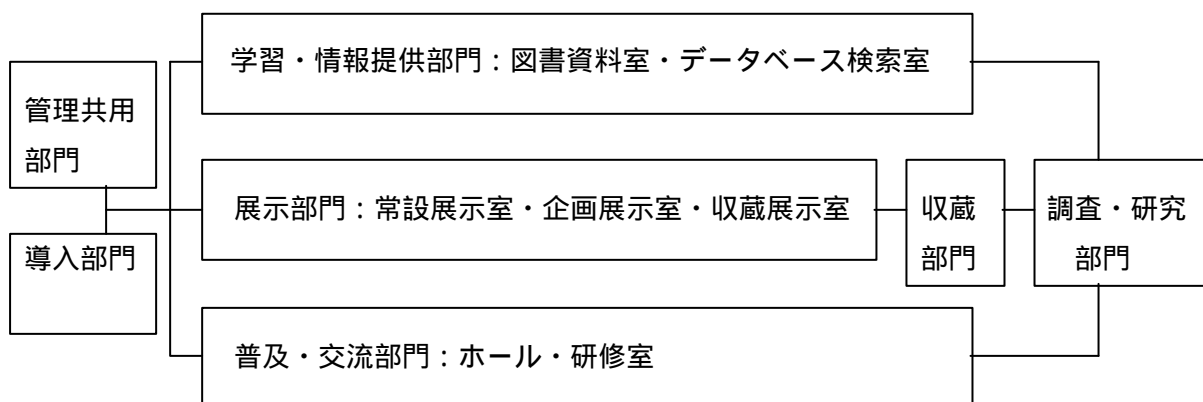 学習・情報提供部門：図書資料室・データベース検索室
管理共用
部門
展示部門：常設展示室・企画展示室・収蔵展示室
収蔵
部門
調査・研究
部門
導入部門
普及・交流部門：ホール・研修室